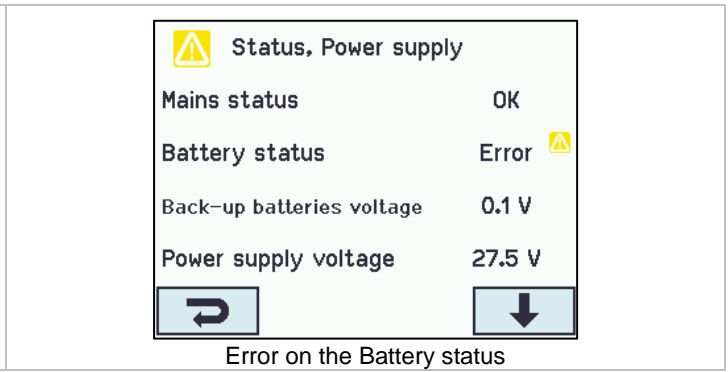 Status, Power supply
Mains status OK
Battery status Error
Back-up batteries voltage 0.1 V
Power supply voltage 27.5 V
Error on the Battery status